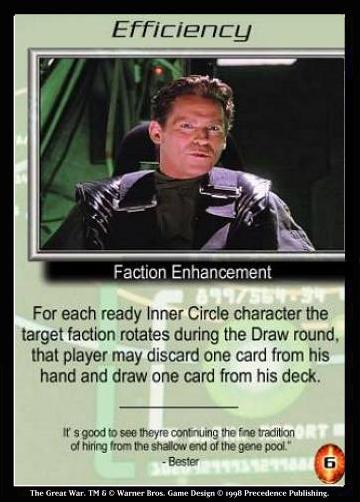 Efficiency
Faction Enhancement
For each ready Inner Circle character the
target faction rotates during the Draw round,
that player may discard one card from his
hand and draw one card from his deck.
It' s good to see theyre continuing the fine tradition
of hiring from the shallow end of the gene pool."
- Bester
6
The Great War. TM & © Warner Bros. Game Design © 1998 Precedence Publishing.